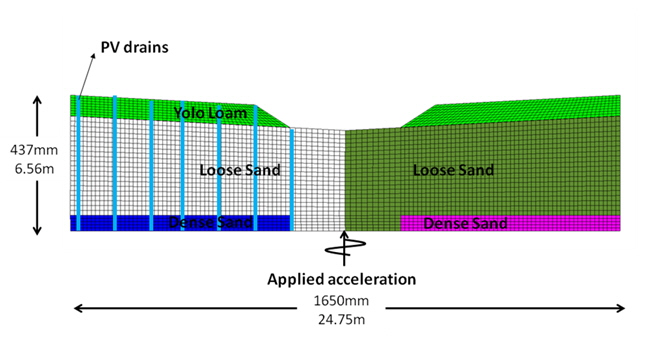 PV drains
Yolo Loam
437mm
6.56m
Loose Sand
Loose Sand
Dense Sand
Dense Sand
Applied acceleration
1650mm
24.75m